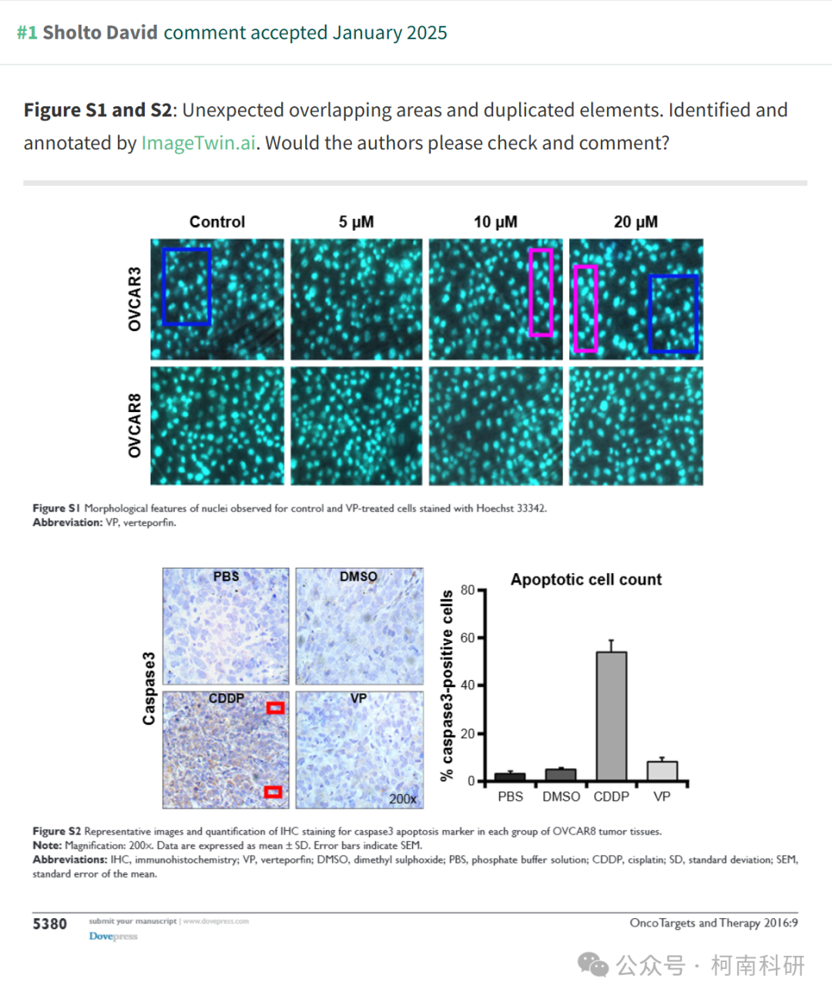 #1 Sholto David comment accepted January 2025
Figure S1 and S2: Unexpected overlapping areas and duplicated elements. Identified and
annotated by ImageTwin.ai. Would the authors please check and comment?
Control 5 µM 10 µM 20 µM
OVCAR3
OVCAR8
Figure S1 Morphological features of nuclei observed for control and VP-treated cells stained with Hoechst 33342.
Abbreviation: VP, verteporfin.
PBS DMSO
Caspase3
CDDP VP
200x
Apoptotic cell count
% caspase3-positive cells
80
60
40
20
0
PBS DMSO CDDP VP
Figure S2 Representative images and quantification of IHC staining for caspase3 apoptosis marker in each group of OVCAR8 tumor tissues.
Note: Magnification: 200×. Data are expressed as mean ± SD. Error bars indicate SEM.
Abbreviations: IHC, immunohistochemistry; VP, verteporfin; DMSO, dimethyl sulphoxide; PBS, phosphate buffer solution; CDDP, cisplatin; SD, standard deviation; SEM,
standard error of the mean.
5380 submit your manuscript | www.dovepress.com OncoTargets and Therapy 2016:9
Dovepress
公众号 · 柯南科研